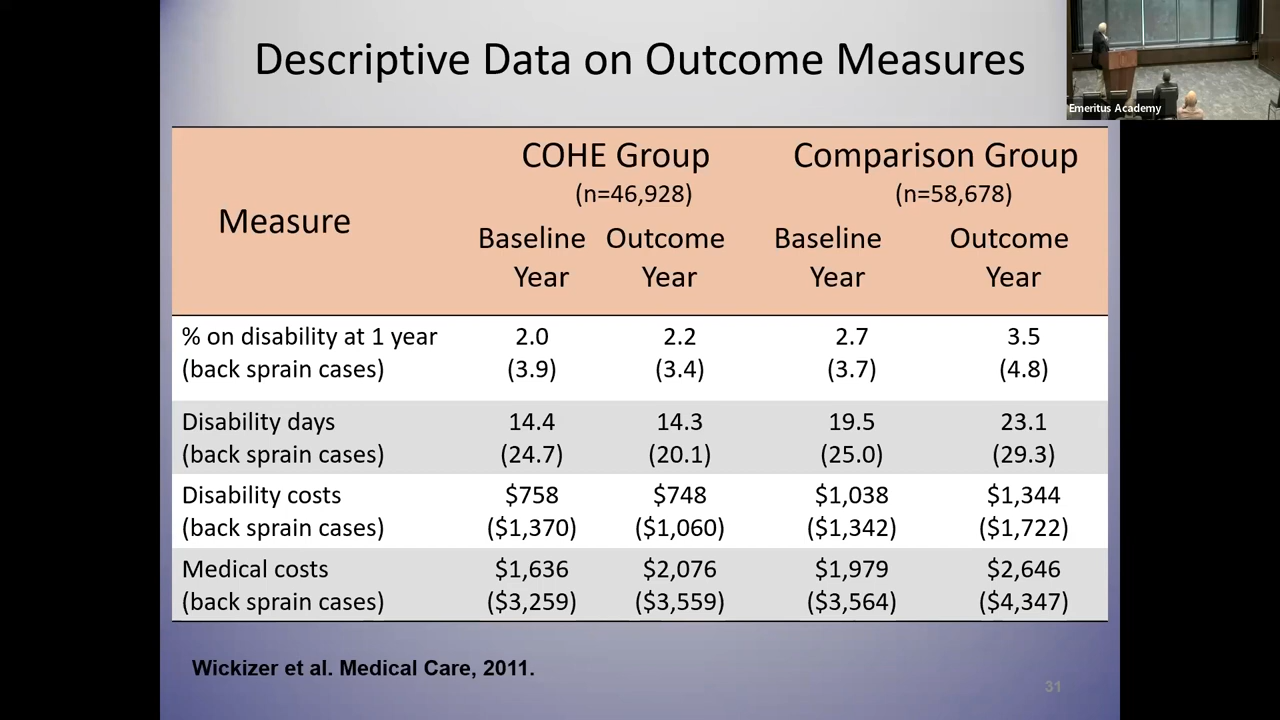 Descriptive Data on Outcome Measures
Emeritus Academy
Measure
COHE Group
(n=46,928)
Comparison Group
(n=58,678)
Baseline Year
Outcome Year
Baseline Year
Outcome Year
% on disability at 1 year 2.0 2.2 2.7 3.5
(back sprain cases) (3.9) (3.4) (3.7) (4.8)
Disability days 14.4 14.3 19.5 23.1
(back sprain cases) (24.7) (20.1) (25.0) (29.3)
Disability costs $758 $748 $1,038 $1,344
(back sprain cases) ($1,370) ($1,060) ($1,342) ($1,722)
Medical costs $1,636 $2,076 $1,979 $2,646
(back sprain cases) ($3,259) ($3,559) ($3,564) ($4,347)
Wickizer et al. Medical Care, 2011.
31